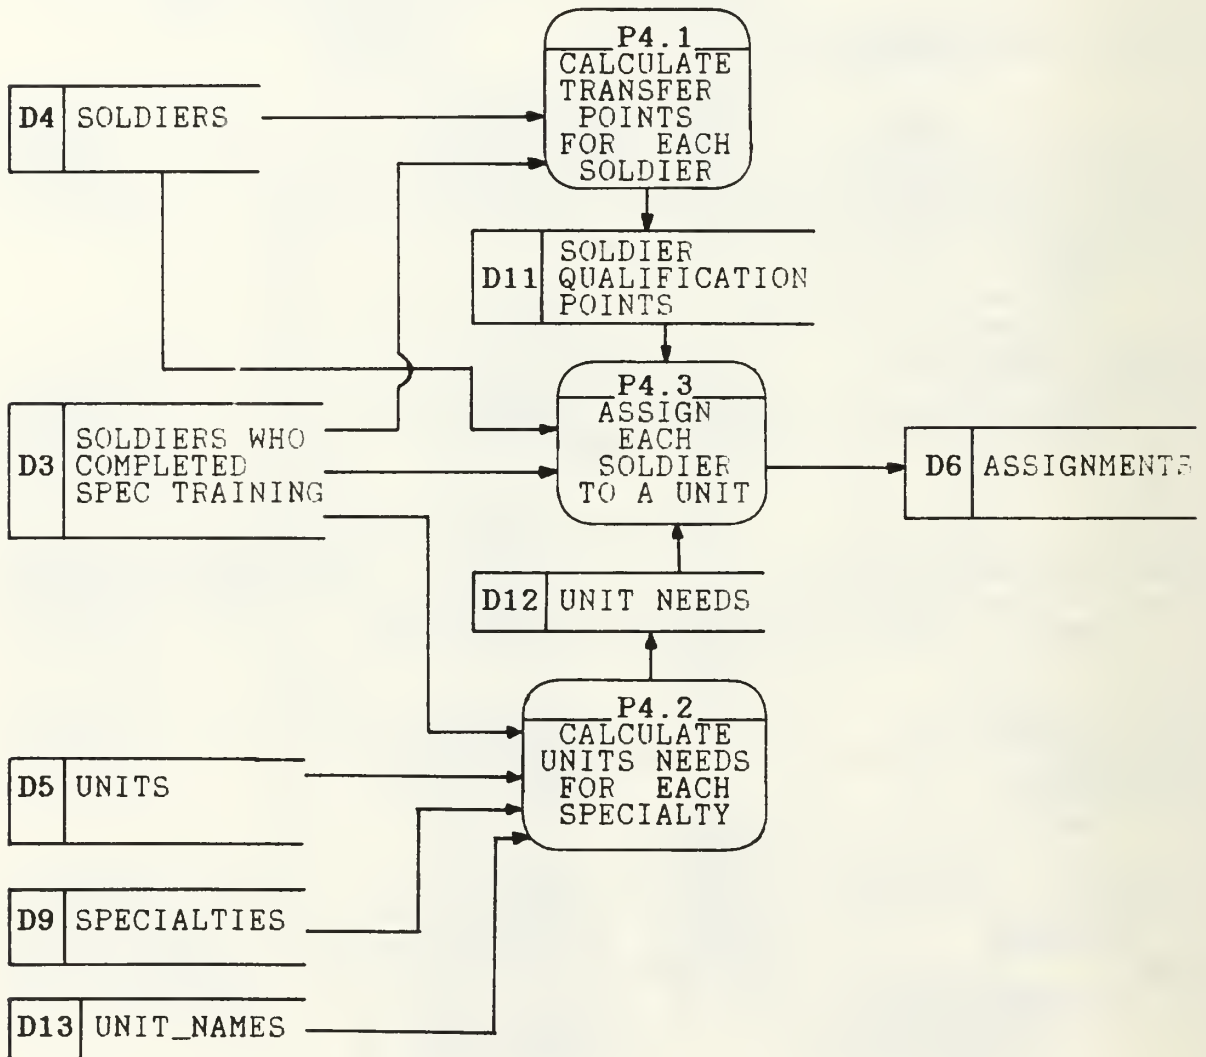 P4.1
CALCULATE
TRANSFER
POINTS
FOR EACH
SOLDIER
D4 SOLDIERS
D11
SOLDIER
QUALIFICATION
POINTS
P4.3
ASSIGN
EACH
SOLDIER
TO A UNIT
D3
SOLDIERS WHO
COMPLETED
SPEC TRAINING
D6 ASSIGNMENTS
D12 UNIT NEEDS
P4.2
CALCULATE
UNITS NEEDS
FOR EACH
SPECIALTY
D5 UNITS
D9 SPECIALTIES
D13 UNIT_NAMES